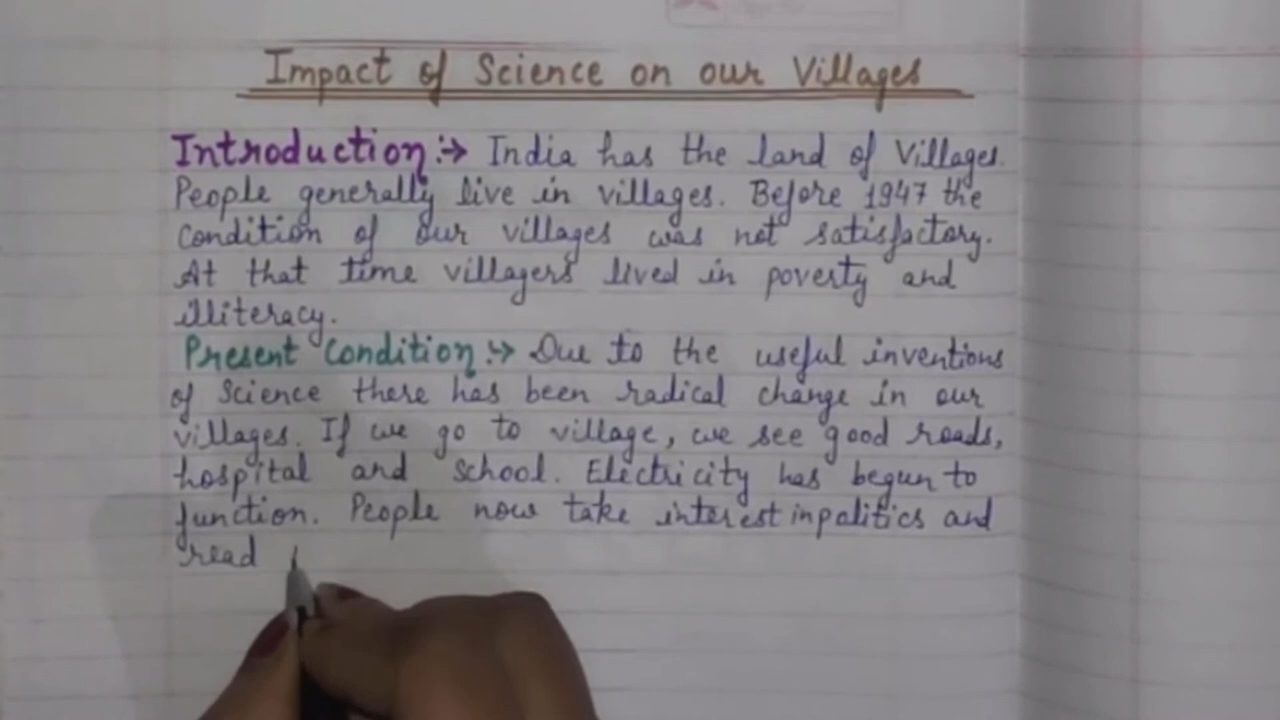 Impact of Science on our Villages
Introduction:→ India has the land of Villages.
People generally live in villages. Before 1947 the
condition of our villages was not satisfactory.
At that time villagers lived in poverty and
illiteracy.
Present Condition:→ Due to the useful inventions
of Science there has been radical change in our
villages. If we go to village, we see good roads,
hospital and school. Electricity has begun to
function. People now take interest in politics and
read